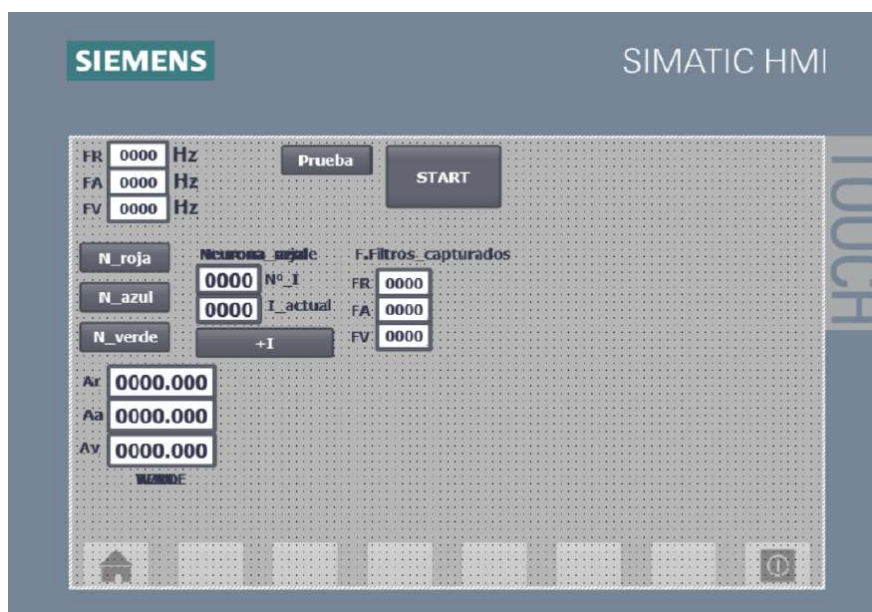 SIEMENS
SIMATIC HMI
TOUCH
FR 0000 Hz
FA 0000 Hz
FV 0000 Hz
Prueba
START
N_roja
N_azul
N_verde
0000 Nº_I
0000 I_actual
+I
F.Filtros_capturados
FR 0000
FA 0000
FV 0000
Ar 0000.000
Aa 0000.000
Av 0000.000